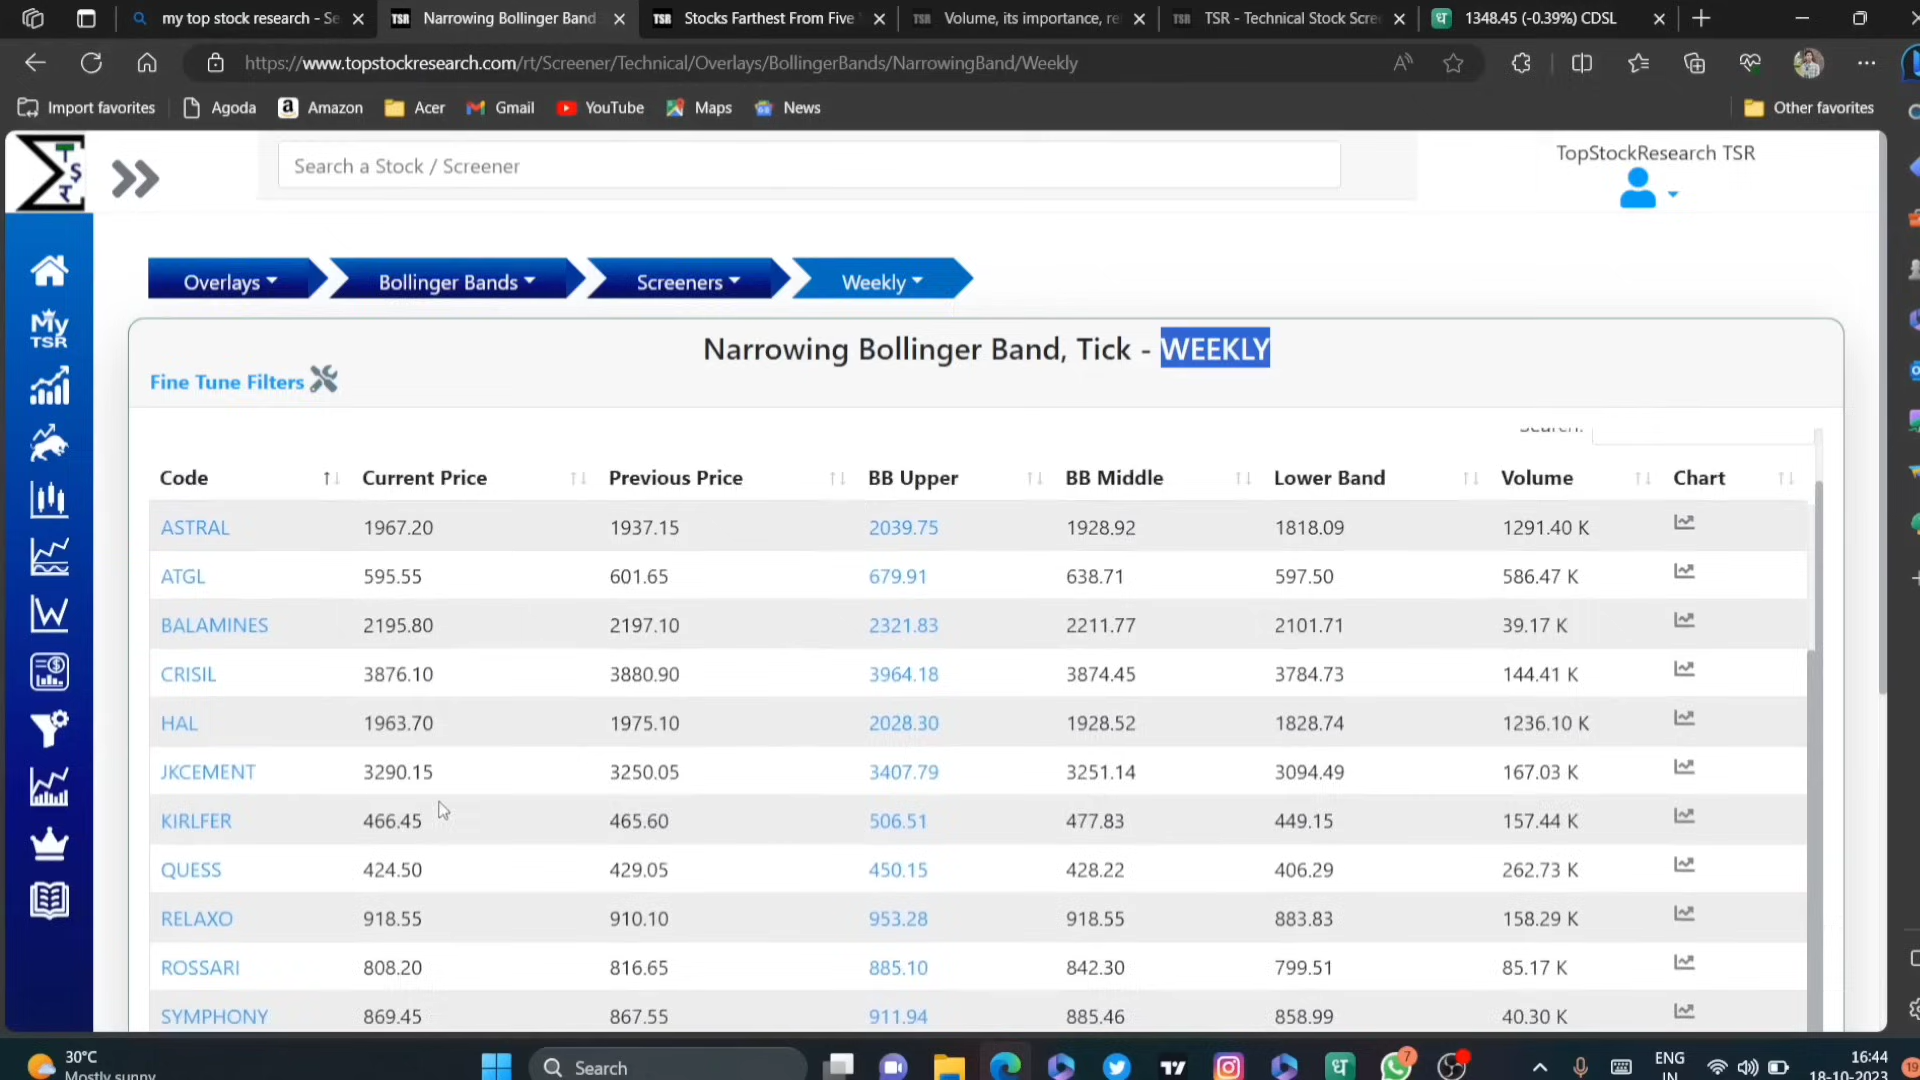 my top stock research - Se
Narrowing Bollinger Band
Stocks Farthest From Five
Volume, its importance, re
TSR - Technical Stock Scre
1348.45 (-0.39%) CDSL
https://www.topstockresearch.com/rt/Screener/Technical/Overlays/BollingerBands/NarrowingBand/Weekly
Import favorites Agoda Amazon Acer Gmail YouTube Maps News Other favorites
Search a Stock / Screener
TopStockResearch TSR
My
TSR
Overlays Bollinger Bands Screeners Weekly
Narrowing Bollinger Band, Tick - WEEKLY
Fine Tune Filters
Search:
Code Current Price Previous Price BB Upper BB Middle Lower Band Volume Chart
ASTRAL 1967.20 1937.15 2039.75 1928.92 1818.09 1291.40 K
ATGL 595.55 601.65 679.91 638.71 597.50 586.47 K
BALAMINES 2195.80 2197.10 2321.83 2211.77 2101.71 39.17 K
CRISIL 3876.10 3880.90 3964.18 3874.45 3784.73 144.41 K
HAL 1963.70 1975.10 2028.30 1928.52 1828.74 1236.10 K
JKCEMENT 3290.15 3250.05 3407.79 3251.14 3094.49 167.03 K
KIRLFER 466.45 465.60 506.51 477.83 449.15 157.44 K
QUESS 424.50 429.05 450.15 428.22 406.29 262.73 K
RELAXO 918.55 910.10 953.28 918.55 883.83 158.29 K
ROSSARI 808.20 816.65 885.10 842.30 799.51 85.17 K
SYMPHONY 869.45 867.55 911.94 885.46 858.99 40.30 K
30°C
Mostly sunny
Search
7
ENG
IN
16:44
18-10-2023
19